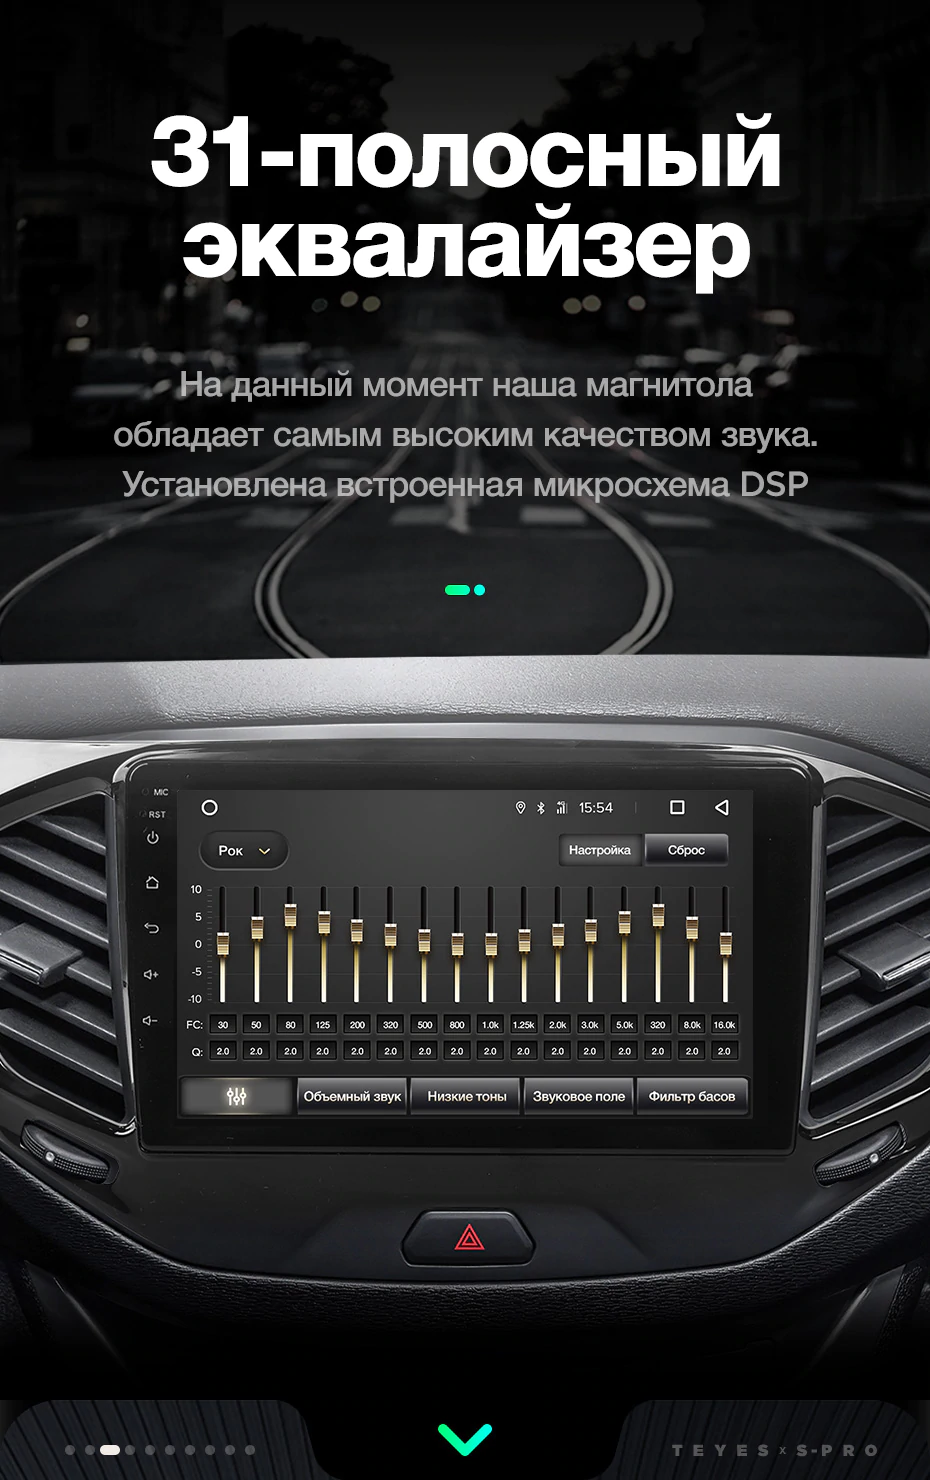 31-полосный
эквалайзер
На данный момент наша магнитола
обладает самым высоким качеством звука.
Установлена встроенная микросхема DSP
MIC
RST
15:54
Рок
Настройка Сброс
10
5
0
-5
-10
FC: 30 50 80 125 200 320 500 800 1.0k 1.25k 2.0k 3.0k 5.0k 320 8.0k 16.0k
Q: 2.0 2.0 2.0 2.0 2.0 2.0 2.0 2.0 2.0 2.0 2.0 2.0 2.0 2.0 2.0 2.0
Объемный звук Низкие тоны Звуковое поле Фильтр басов
TEYES x S-PRO